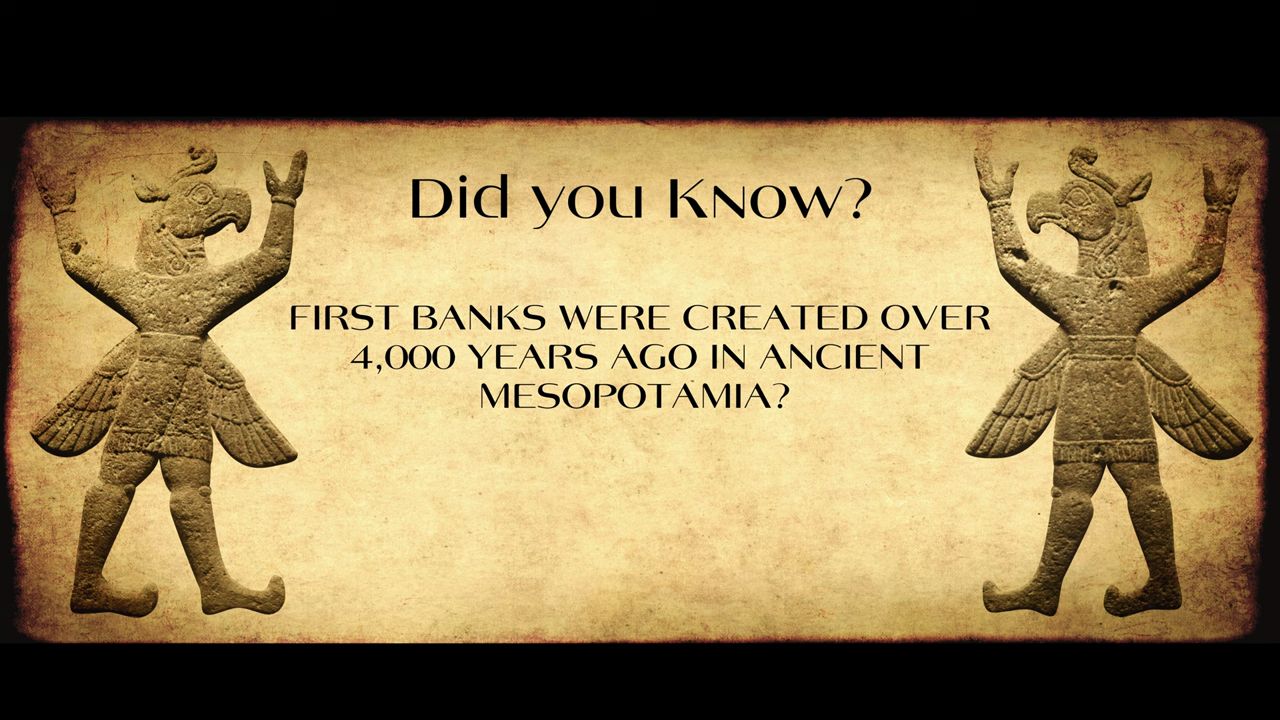 Did you Know?
FIRST BANKS WERE CREATED OVER
4,000 YEARS AGO IN ANCIENT
MESOPOTAMIA?